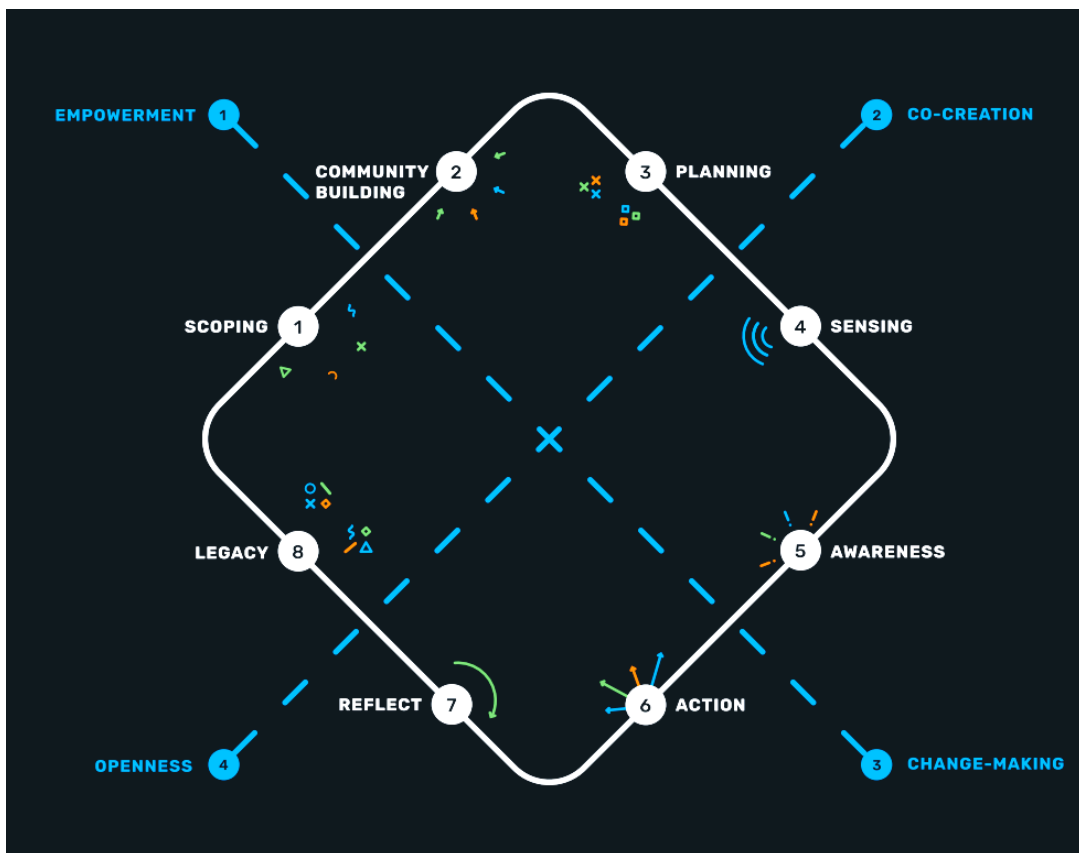 EMPOWERMENT 1
2 CO-CREATION
COMMUNITY
BUILDING
2
3 PLANNING
SCOPING 1
4 SENSING
LEGACY 8
5 AWARENESS
REFLECT 7
6 ACTION
OPENNESS 4
3 CHANGE-MAKING